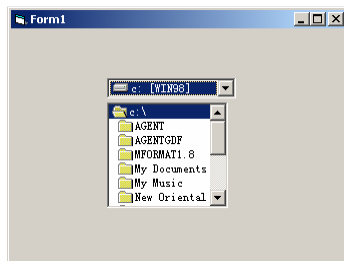 Form1
c: [WIN98]
c:\
AGENT
AGENTGDF
MFORMAT1.8
My Documents
My Music
New Oriental